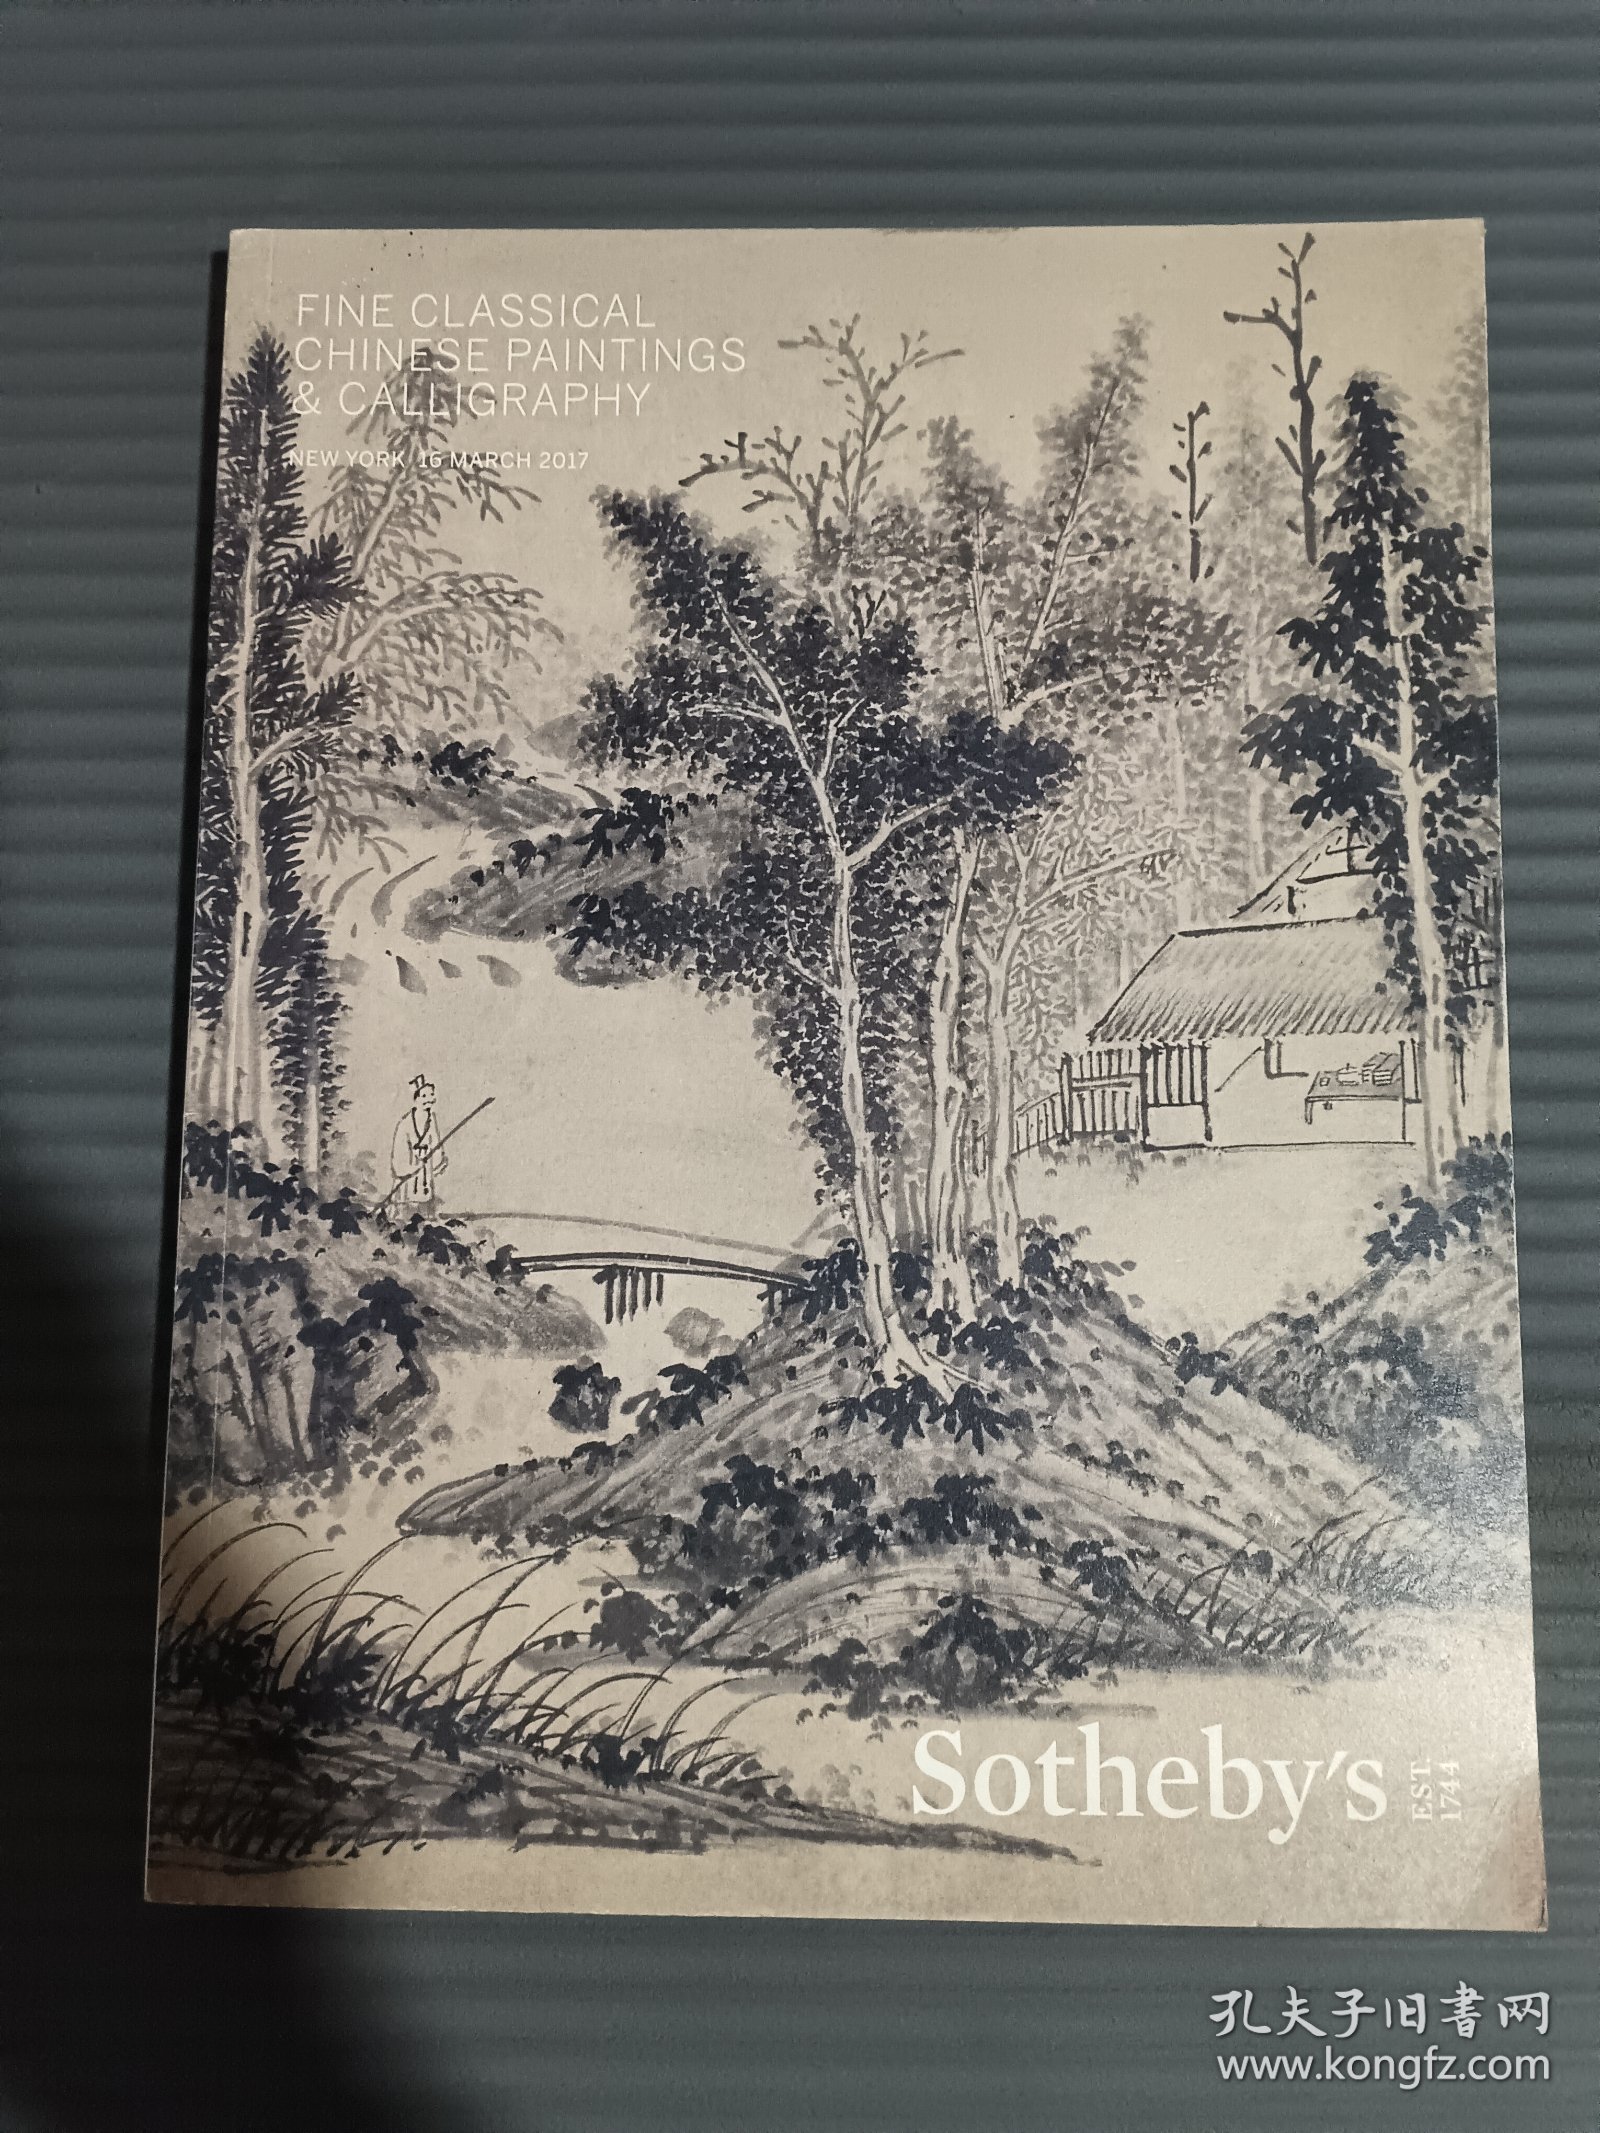 FINE CLASSICAL
CHINESE PAINTINGS
& CALLIGRAPHY
NEW YORK 16 MARCH 2017
Sotheby's
EST.
1744
孔夫子旧书网
www.kongfz.com